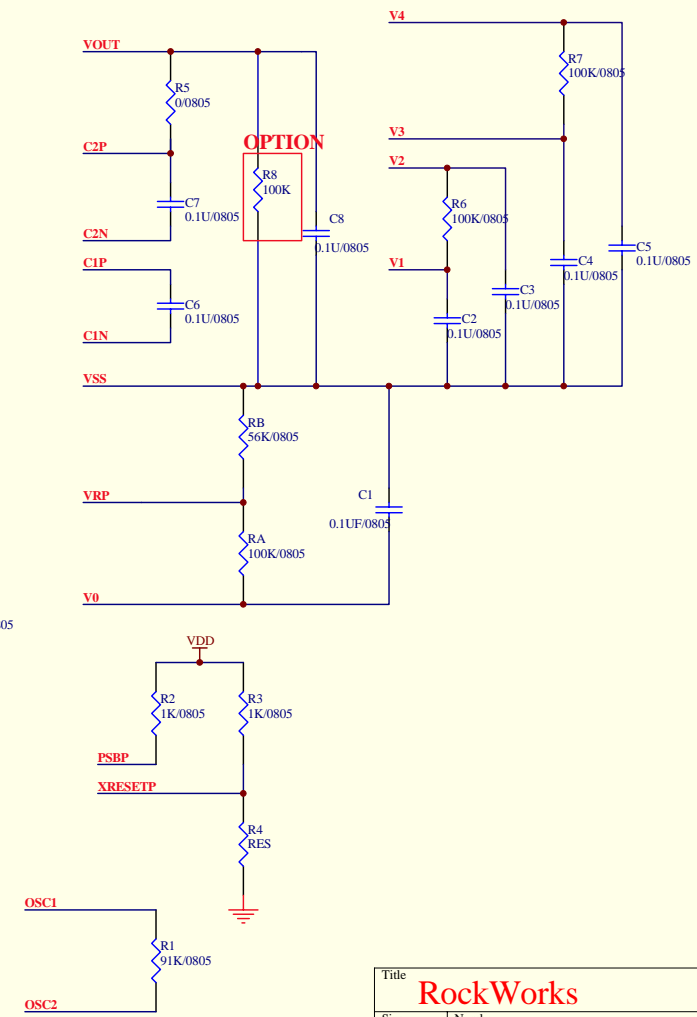 V4
VOUT
R7
100K/0805
R5
0/0805
V3
OPTION
C2P
V2
R8
100K
C7
0.1U/0805
R6
100K/0805
C8
0.1U/0805
C2N
C5
0.1U/0805
C1P
V1
C4
0.1U/0805
C6
0.1U/0805
C3
0.1U/0805
C2
0.1U/0805
C1N
VSS
RB
56K/0805
VRP
C1
0.1UF/0805
RA
100K/0805
V0
05
VDD
R2
1K/0805
R3
1K/0805
PSBP
XRESETP
R4
RES
OSC1
R1
91K/0805
OSC2
Title
RockWorks